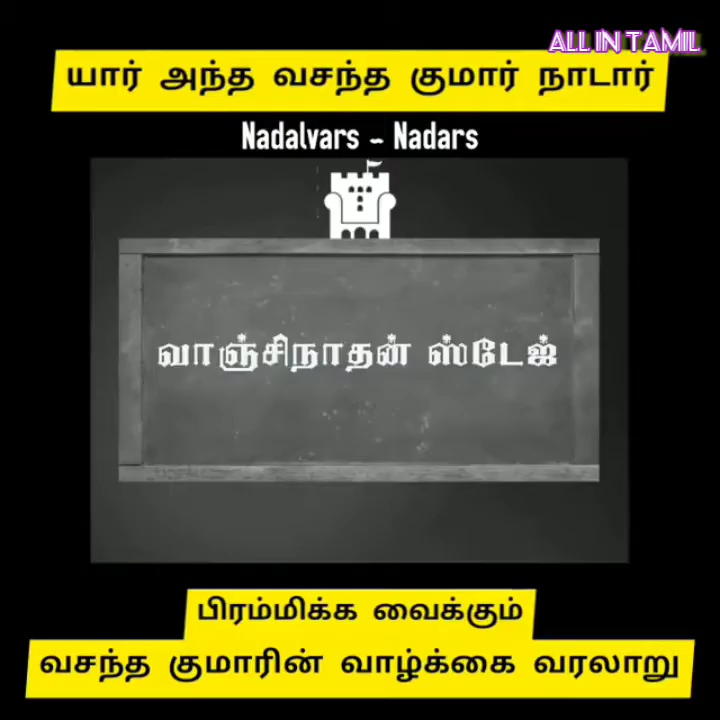 ALL IN TAMIL
யார் அந்த வசந்த குமார் நாடார்
Nadalvars - Nadars
வாஞ்சிநாதன் ஸ்டேஜ்
பிரம்மிக்க வைக்கும்
வசந்த குமாரின் வாழ்க்கை வரலாறு